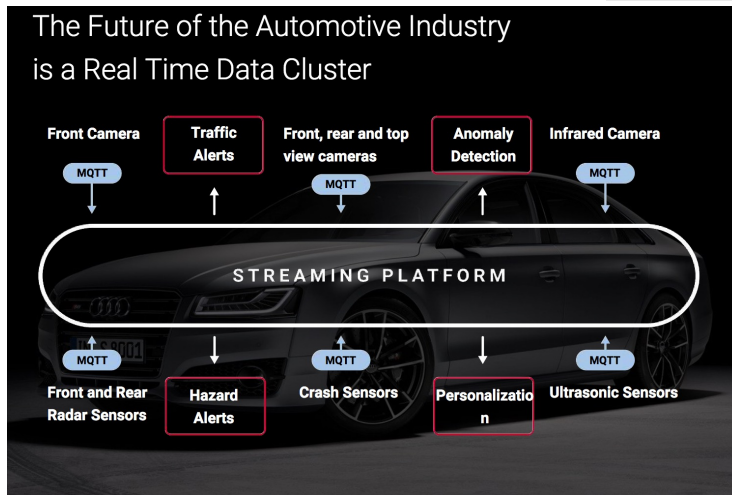 The Future of the Automotive Industry
is a Real Time Data Cluster
Front Camera
Traffic
Alerts
Front, rear and top
view cameras
Anomaly
Detection
Infrared Camera
MQTT
MQTT
MQTT
STREAMING PLATFORM
MQTT
MQTT
MQTT
Front and Rear
Radar Sensors
Hazard
Alerts
Crash Sensors
Personalizatio
n
Ultrasonic Sensors